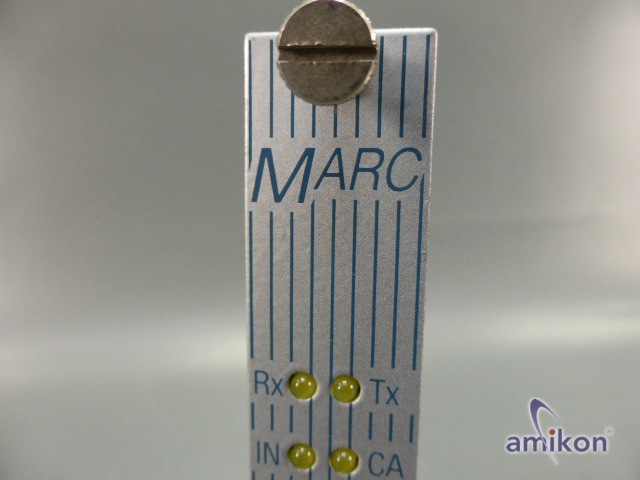 MARC
Rx Tx
IN CA
amikon®